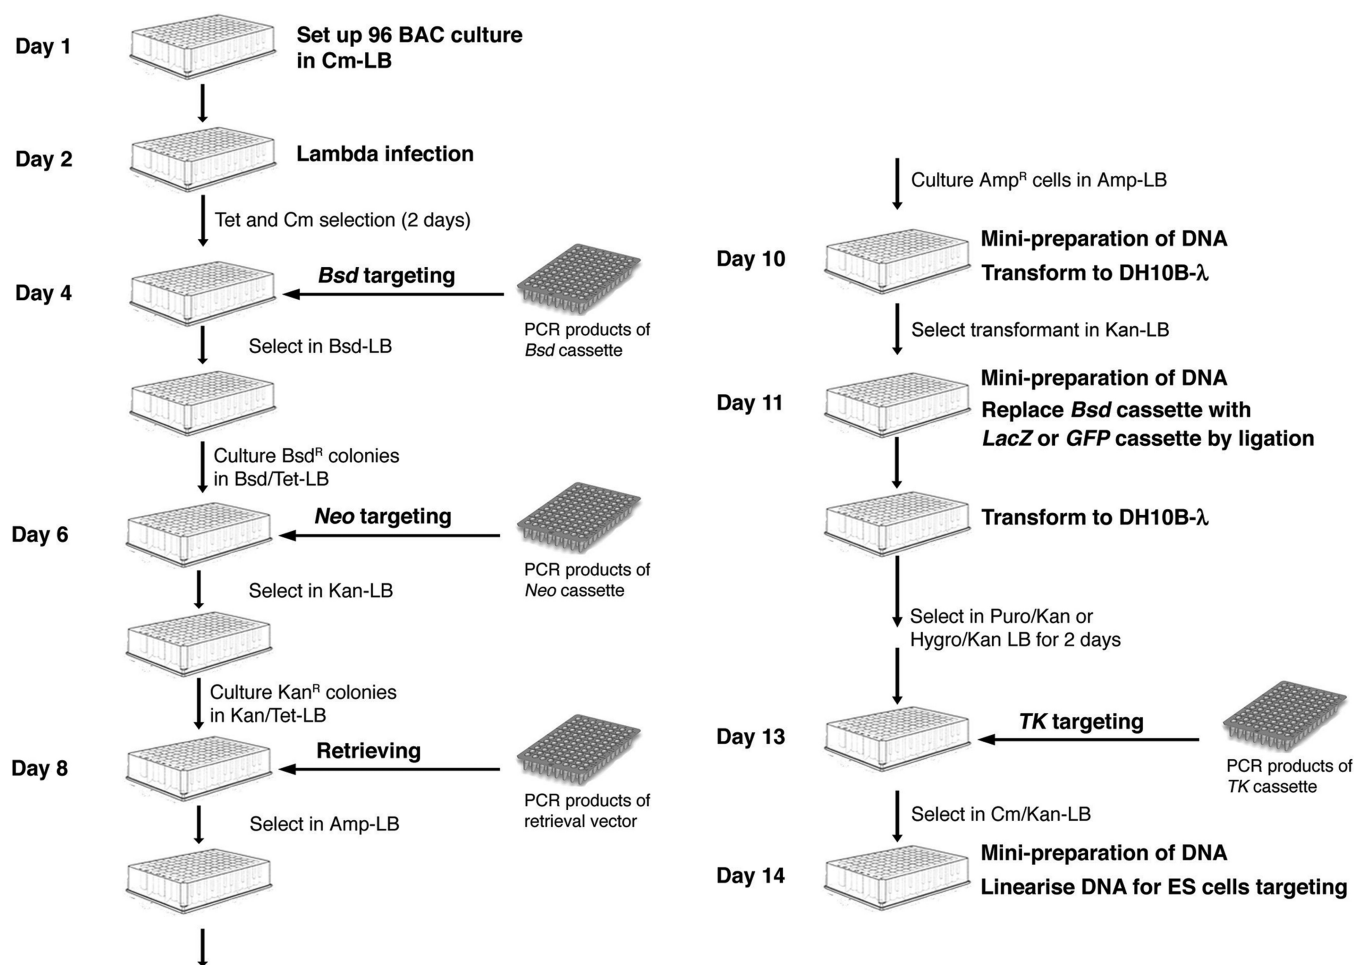 Day 1
Set up 96 BAC culture
in Cm-LB
Day 2
Lambda infection
Tet and Cm selection (2 days)
Day 4
Bsd targeting
PCR products of
Bsd cassette
Select in Bsd-LB
Culture Bsdᴿ colonies
in Bsd/Tet-LB
Day 6
Neo targeting
PCR products of
Neo cassette
Select in Kan-LB
Culture Kanᴿ colonies
in Kan/Tet-LB
Day 8
Retrieving
PCR products of
retrieval vector
Select in Amp-LB
Culture Ampᴿ cells in Amp-LB
Day 10
Mini-preparation of DNA
Transform to DH10B-λ
Select transformant in Kan-LB
Day 11
Mini-preparation of DNA
Replace Bsd cassette with
LacZ or GFP cassette by ligation
Transform to DH10B-λ
Select in Puro/Kan or
Hygro/Kan LB for 2 days
Day 13
TK targeting
PCR products of
TK cassette
Select in Cm/Kan-LB
Day 14
Mini-preparation of DNA
Linearise DNA for ES cells targeting